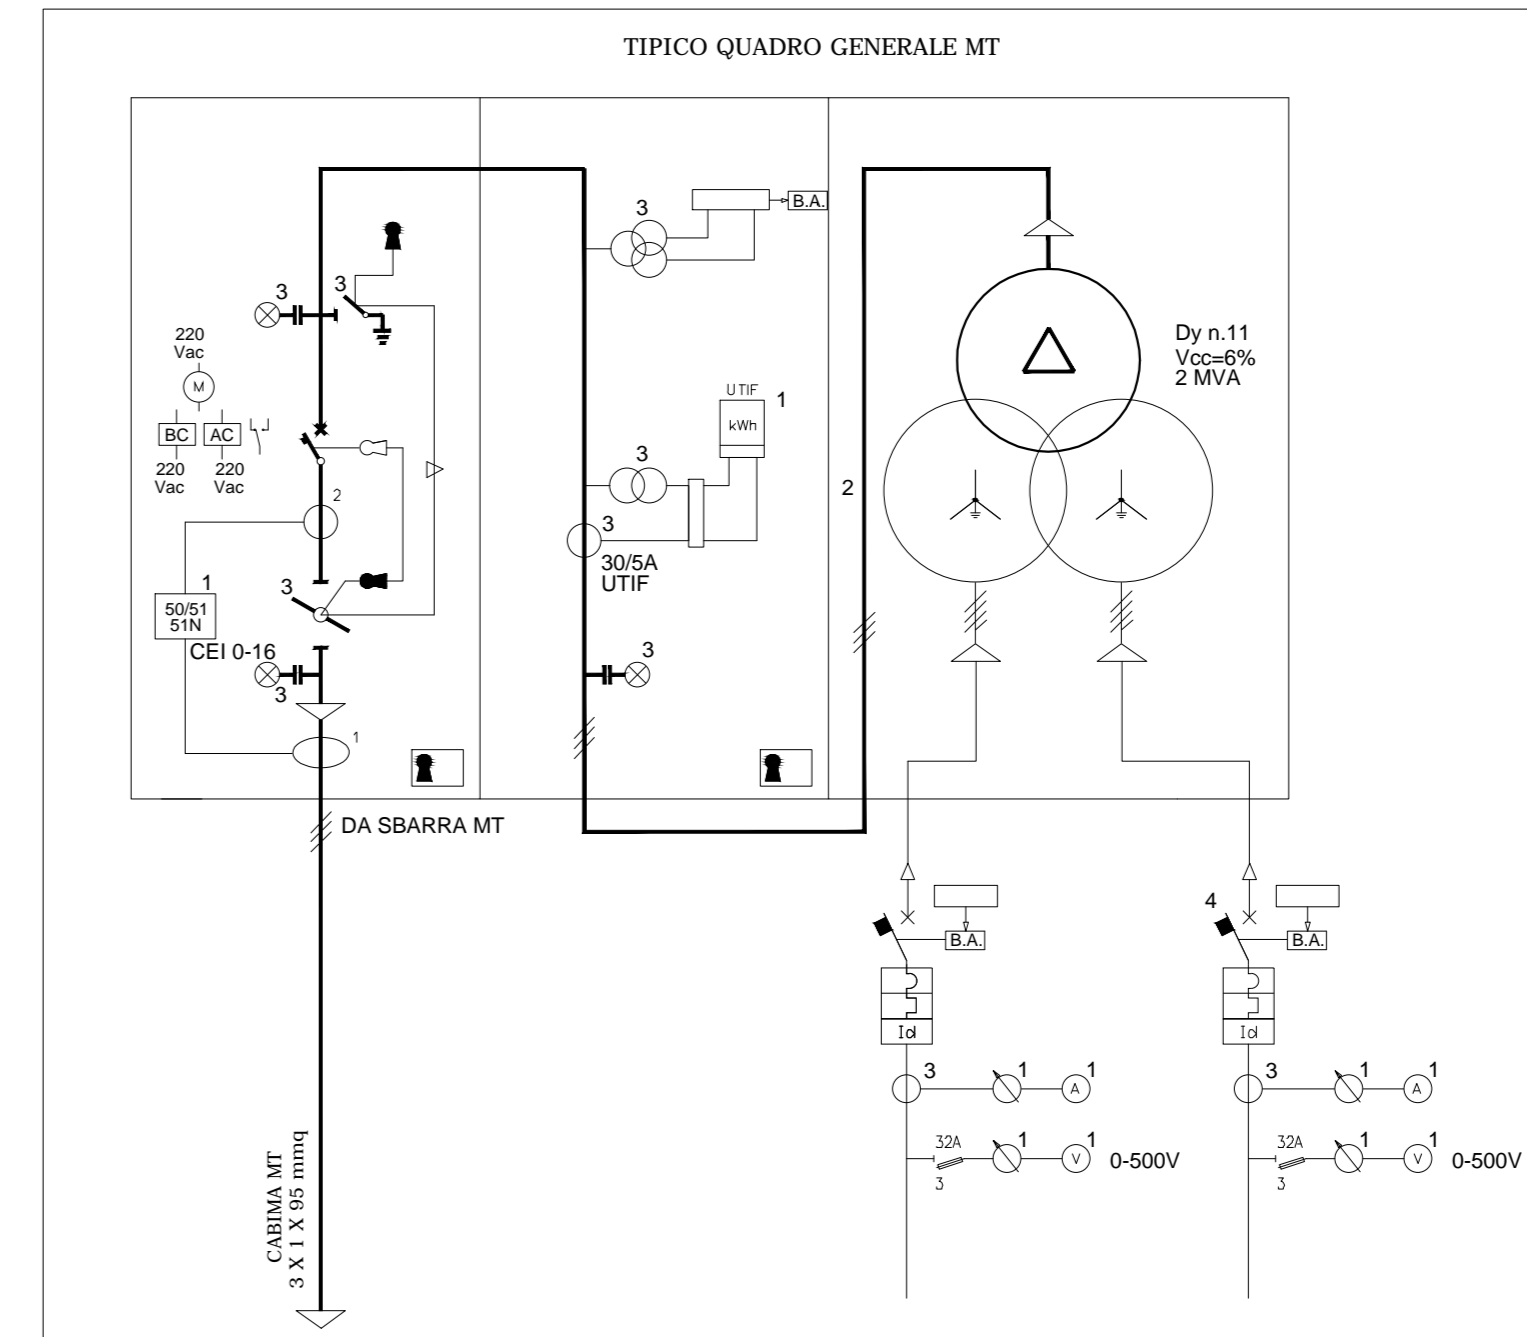 TIPICO QUADRO GENERALE MT
3
B.A.
3
3
220
Vac
M
BC
AC
220
Vac
220
Vac
2
1
50/51
51N
3
CEI 0-16
3
1
UTIF
1
kWh
3
3
30/5A
UTIF
3
2
Dy n.11
Vcc=6%
2 MVA
DA SBARRA MT
CABIMA MT
3 X 1 X 95 mmq
B.A.
Id
3
1
A
1
32A
3
1
V
1
0-500V
4
B.A.
Id
3
1
A
1
32A
3
1
V
1
0-500V